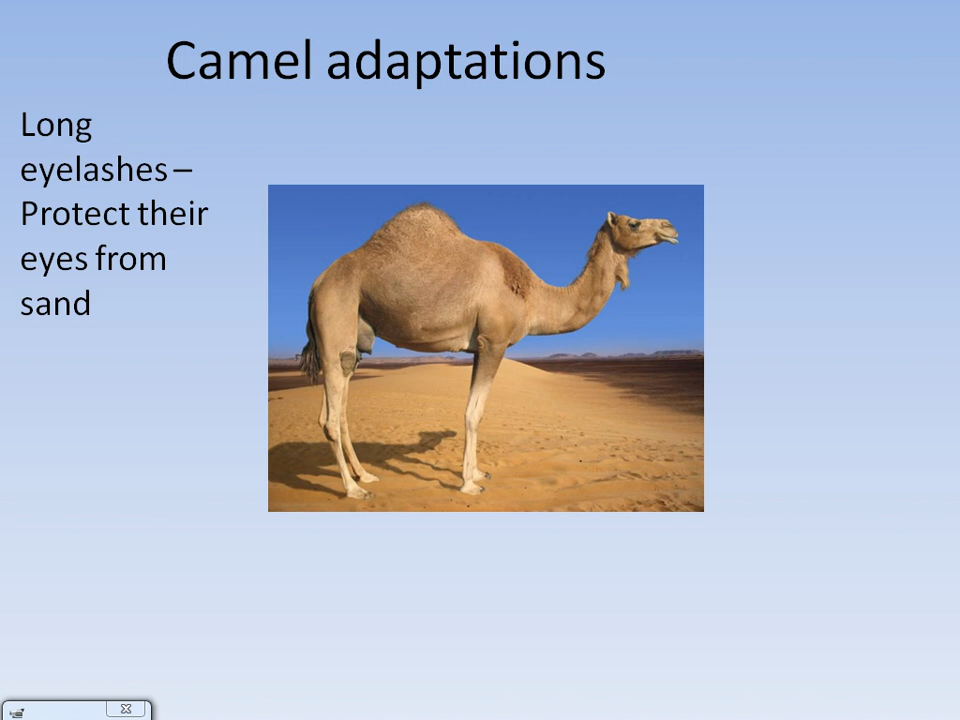 Camel adaptations
Long
eyelashes –
Protect their
eyes from
sand